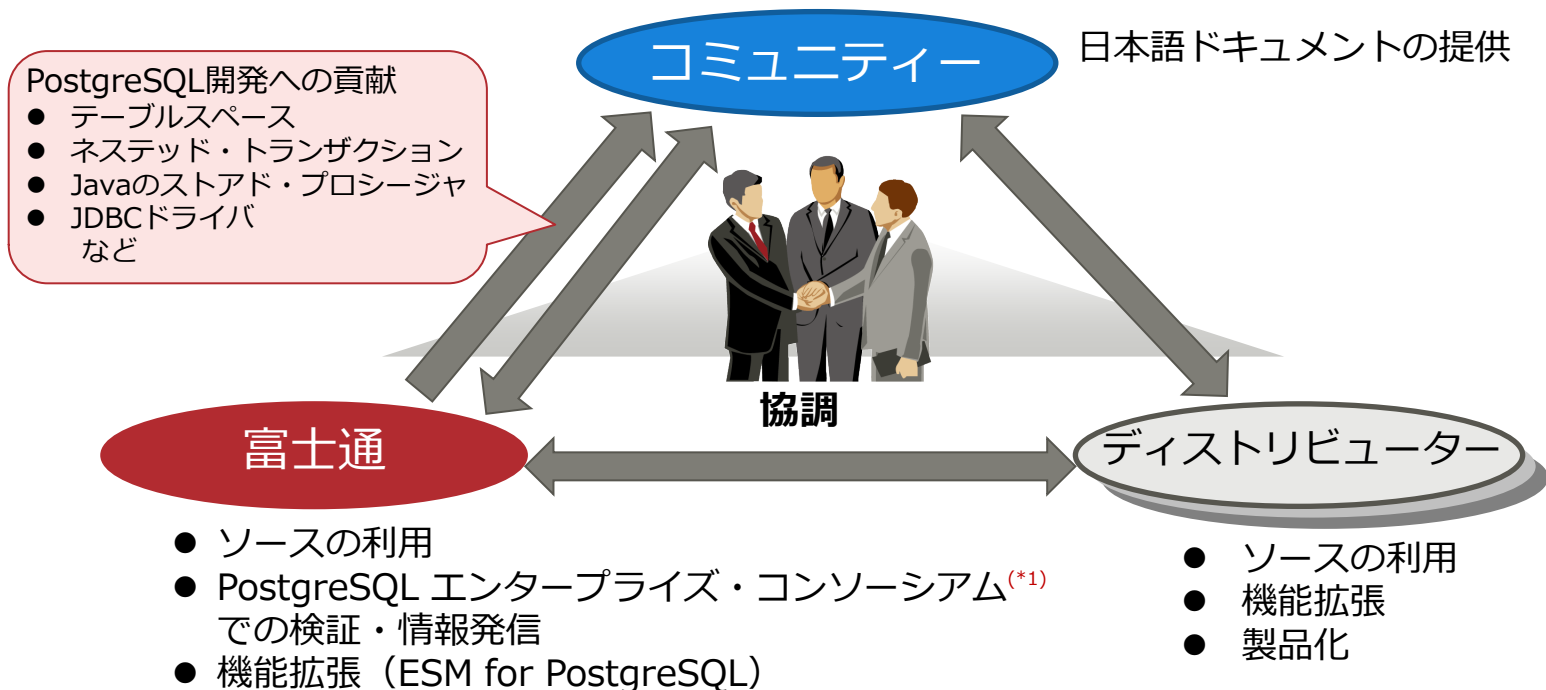 コミュニティー
日本語ドキュメントの提供
PostgreSQL開発への貢献
● テーブルスペース
● ネステッド・トランザクション
● Javaのストアド・プロシージャ
● JDBCドライバ
など
協調
富士通
ディストリビューター
● ソースの利用
● PostgreSQL エンタープライズ・コンソーシアム(*1)
での検証・情報発信
● 機能拡張（ESM for PostgreSQL）
● ソースの利用
● 機能拡張
● 製品化